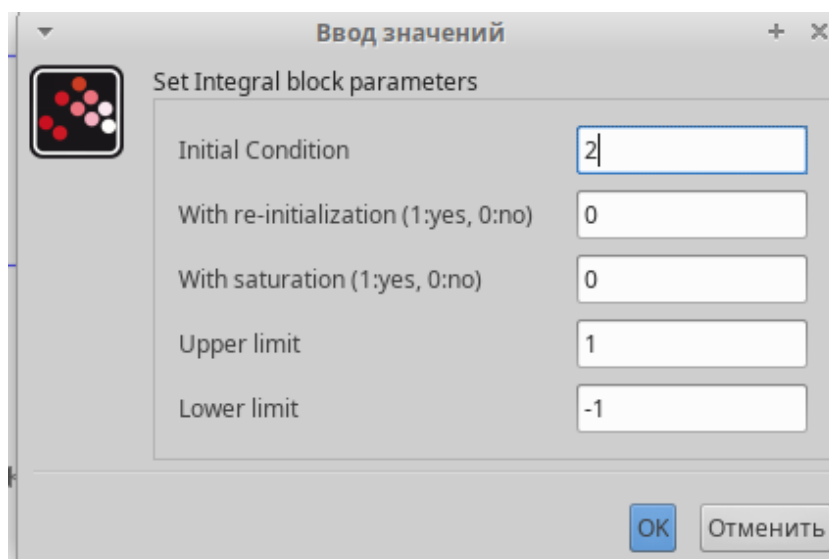 Ввод значений
Set Integral block parameters
Initial Condition 2
With re-initialization (1:yes, 0:no) 0
With saturation (1:yes, 0:no) 0
Upper limit 1
Lower limit -1
OK Отменить